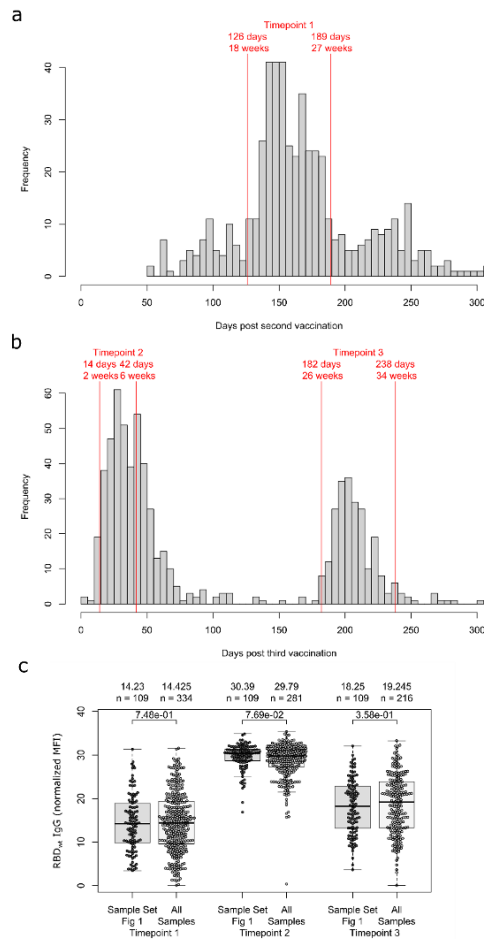 a
Timepoint 1
126 days 189 days
18 weeks 27 weeks
Frequency
0 10 20 30 40
0 50 100 150 200 250 300
Days post second vaccination
b
Timepoint 2 Timepoint 3
14 days 42 days 182 days 238 days
2 weeks 6 weeks 26 weeks 34 weeks
Frequency
0 10 20 30 40 50 60
0 50 100 150 200 250 300
Days post third vaccination
c
14.23 14.425 30.39 29.79 18.25 19.245
n = 109 n = 334 n = 109 n = 281 n = 109 n = 216
7.48e-01 7.69e-02 3.58e-01
RBDwt IgG (normalized MFI)
0 10 20 30 40
Sample Set All Sample Set All Sample Set All
Fig 1 Samples Fig 1 Samples Fig 1 Samples
Timepoint 1 Timepoint 2 Timepoint 3